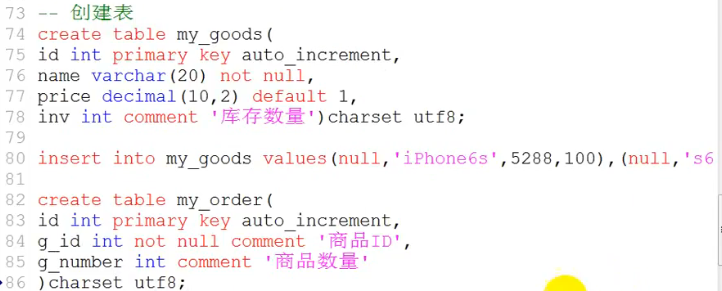 73 -- 创建表
74 create table my_goods(
75 id int primary key auto_increment,
76 name varchar(20) not null,
77 price decimal(10,2) default 1,
78 inv int comment '库存数量')charset utf8;
79
80 insert into my_goods values(null,'iPhone6s',5288,100),(null,'s6
81
82 create table my_order(
83 id int primary key auto_increment,
84 g_id int not null comment '商品ID',
85 g_number int comment '商品数量'
86 )charset utf8;